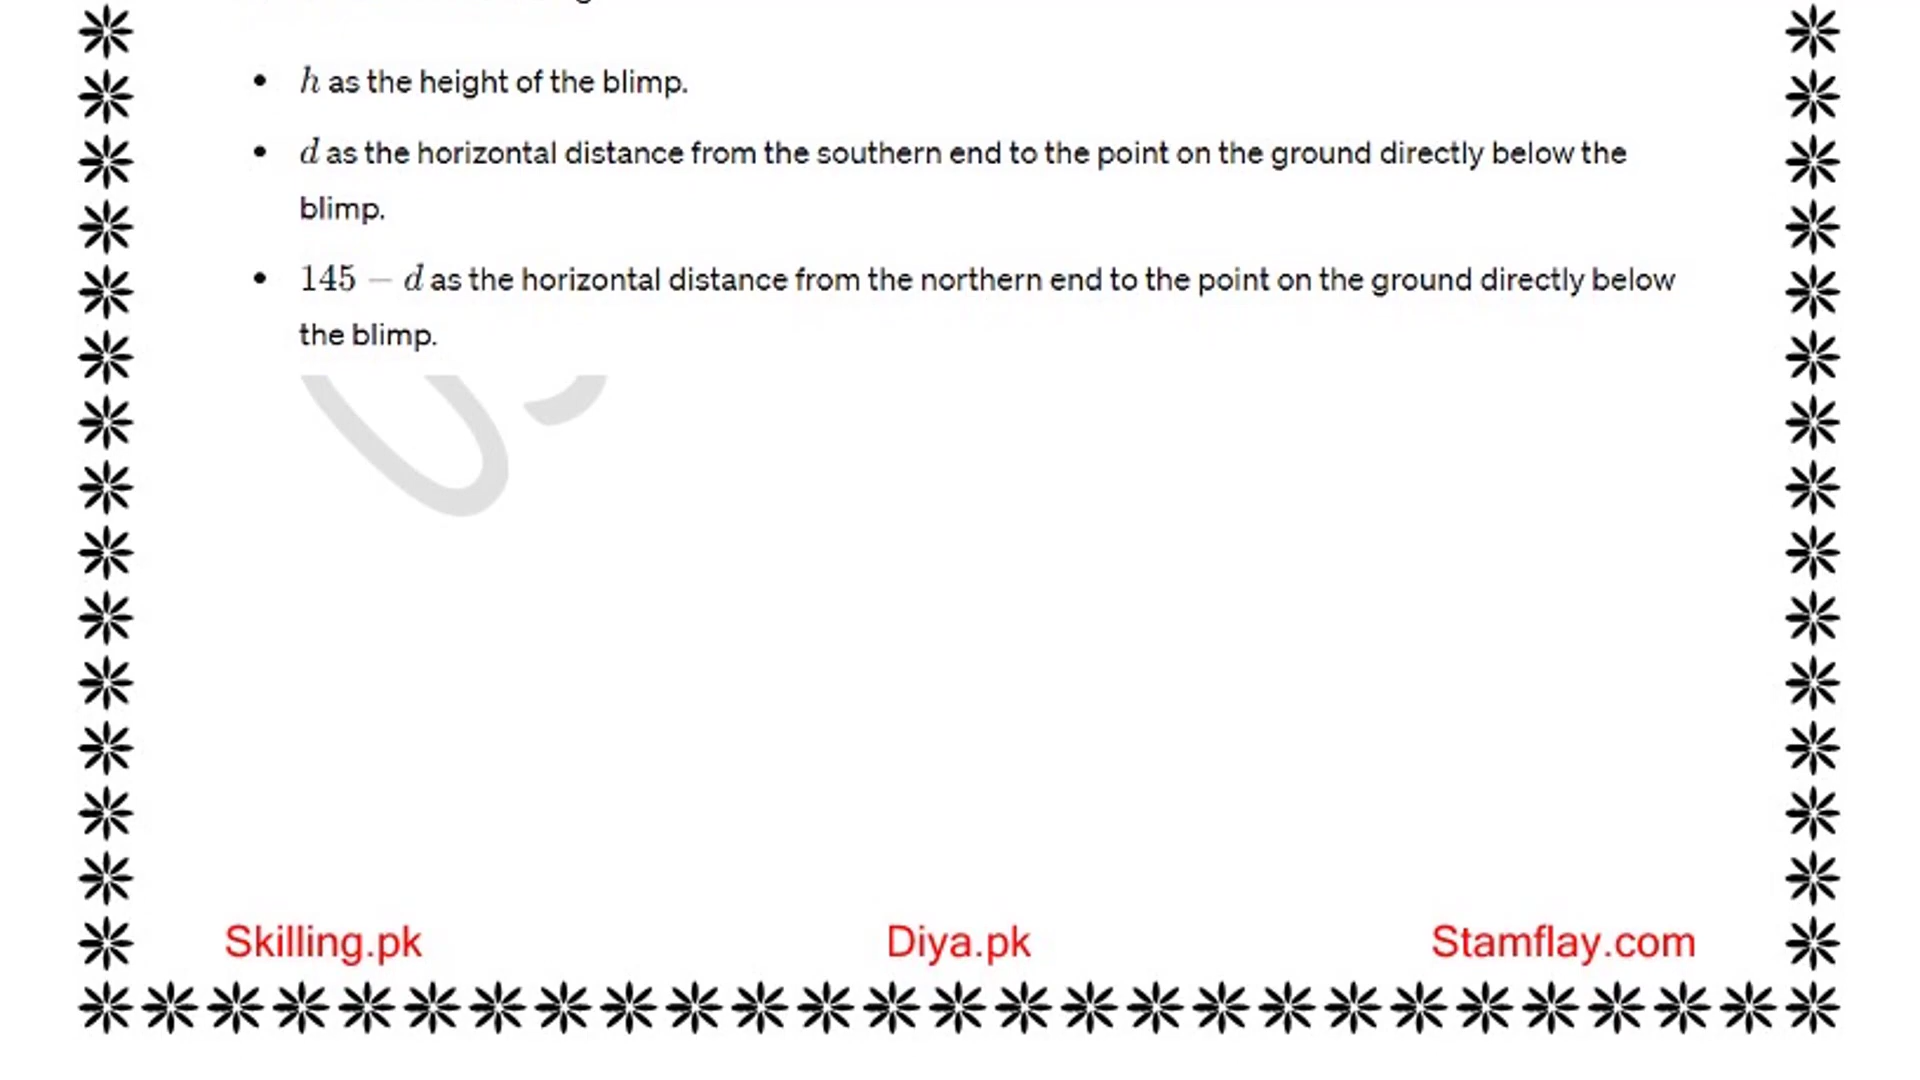 • h as the height of the blimp.
• d as the horizontal distance from the southern end to the point on the ground directly below the
blimp.
• 145 − d as the horizontal distance from the northern end to the point on the ground directly below
the blimp.
Skilling.pk Diya.pk Stamflay.com